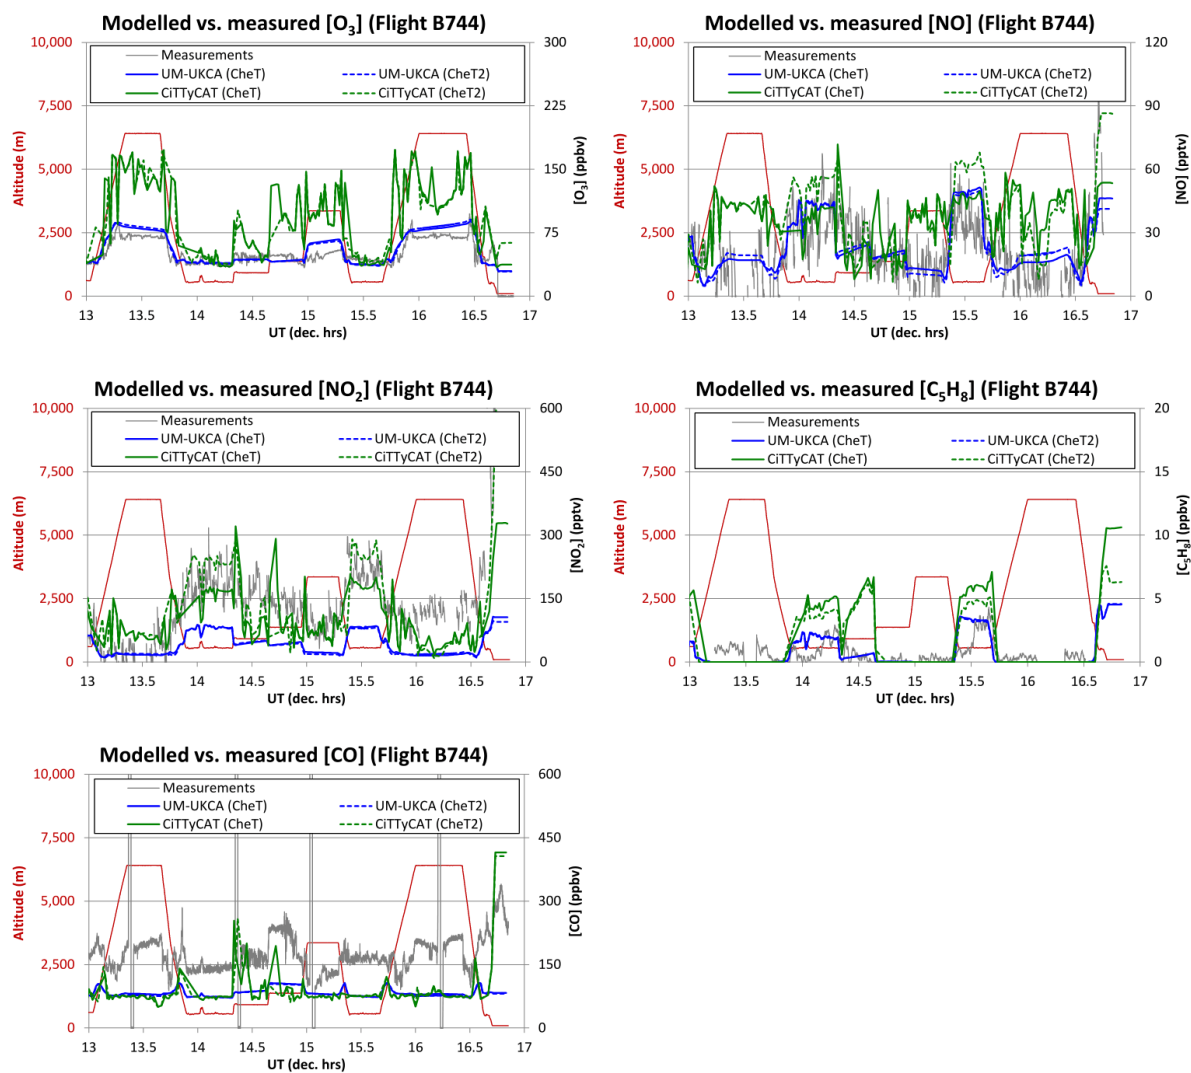 Modelled vs. measured [O3] (Flight B744)
10,000
7,500
5,000
2,500
0
Altitude (m)
Measurements
UM-UKCA (CheT)
UM-UKCA (CheT2)
CiTTyCAT (CheT)
CiTTyCAT (CheT2)
300
225
150
75
0
[O3] (ppbv)
13 13.5 14 14.5 15 15.5 16 16.5 17
UT (dec. hrs)
Modelled vs. measured [NO] (Flight B744)
10,000
7,500
5,000
2,500
0
Altitude (m)
Measurements
UM-UKCA (CheT)
UM-UKCA (CheT2)
CiTTyCAT (CheT)
CiTTyCAT (CheT2)
120
90
60
30
0
[NO] (pptv)
13 13.5 14 14.5 15 15.5 16 16.5 17
UT (dec. hrs)
Modelled vs. measured [NO2] (Flight B744)
10,000
7,500
5,000
2,500
0
Altitude (m)
Measurements
UM-UKCA (CheT)
UM-UKCA (CheT2)
CiTTyCAT (CheT)
CiTTyCAT (CheT2)
600
450
300
150
0
[NO2] (pptv)
13 13.5 14 14.5 15 15.5 16 16.5 17
UT (dec. hrs)
Modelled vs. measured [C5H8] (Flight B744)
10,000
7,500
5,000
2,500
0
Altitude (m)
Measurements
UM-UKCA (CheT)
UM-UKCA (CheT2)
CiTTyCAT (CheT)
CiTTyCAT (CheT2)
20
15
10
5
0
[C5H8] (ppbv)
13 13.5 14 14.5 15 15.5 16 16.5 17
UT (dec. hrs)
Modelled vs. measured [CO] (Flight B744)
10,000
7,500
5,000
2,500
0
Altitude (m)
Measurements
UM-UKCA (CheT)
UM-UKCA (CheT2)
CiTTyCAT (CheT)
CiTTyCAT (CheT2)
600
450
300
150
0
[CO] (ppbv)
13 13.5 14 14.5 15 15.5 16 16.5 17
UT (dec. hrs)